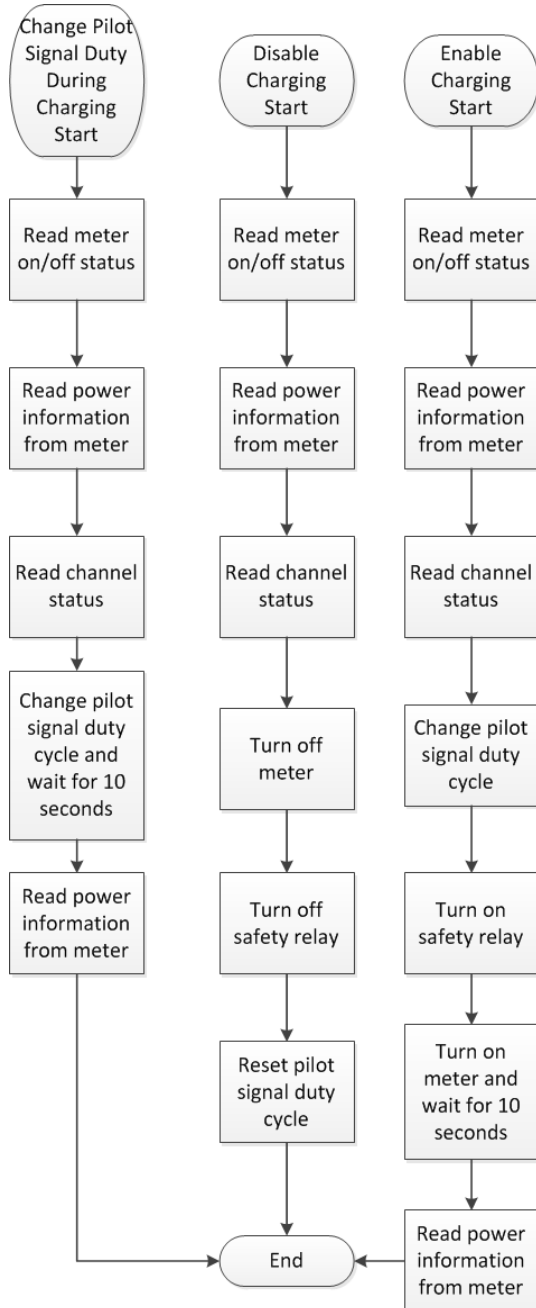 Change Pilot
Signal Duty
During
Charging
Start
Read meter
on/off status
Read power
information
from meter
Read channel
status
Change pilot
signal duty
cycle and
wait for 10
seconds
Read power
information
from meter
Disable
Charging
Start
Read meter
on/off status
Read power
information
from meter
Read channel
status
Turn off
meter
Turn off
safety relay
Reset pilot
signal duty
cycle
End
Enable
Charging
Start
Read meter
on/off status
Read power
information
from meter
Read channel
status
Change pilot
signal duty
cycle
Turn on
safety relay
Turn on
meter and
wait for 10
seconds
Read power
information
from meter